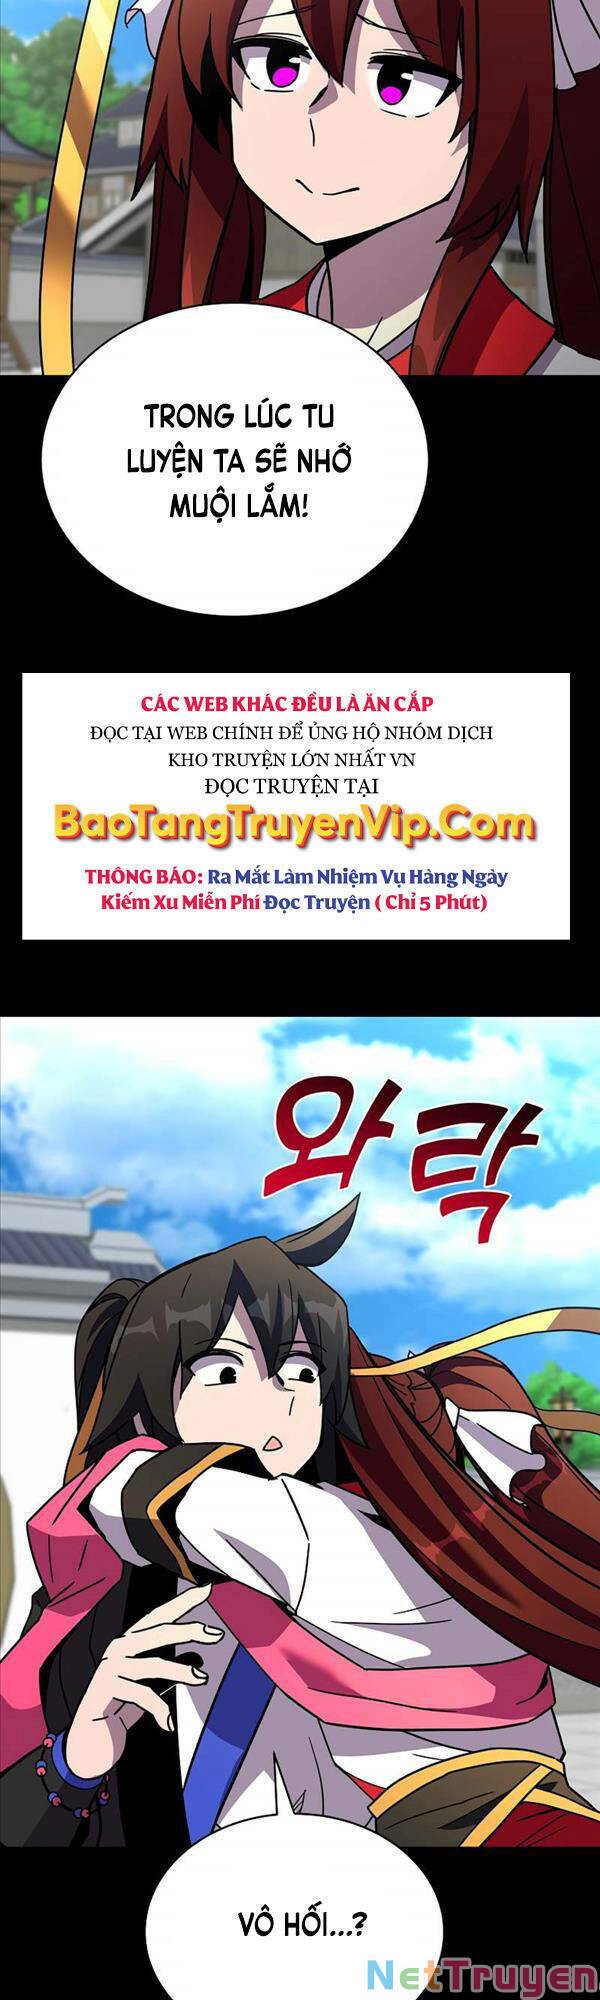 TRONG LÚC TU
LUYỆN TA SẼ NHỚ
MUỘI LẮM!
CÁC WEB KHÁC ĐỀU LÀ ĂN CẮP
ĐỌC TẠI WEB CHÍNH ĐỂ ỦNG HỘ NHÓM DỊCH
KHO TRUYỆN LỚN NHẤT VN
ĐỌC TRUYỆN TẠI
BaoTangTruyenVip.Com
THÔNG BÁO: Ra Mắt Làm Nhiệm Vụ Hàng Ngày
Kiếm Xu Miễn Phí Đọc Truyện ( Chỉ 5 Phút)
와락
VÔ HỐI...?
NetTruyen